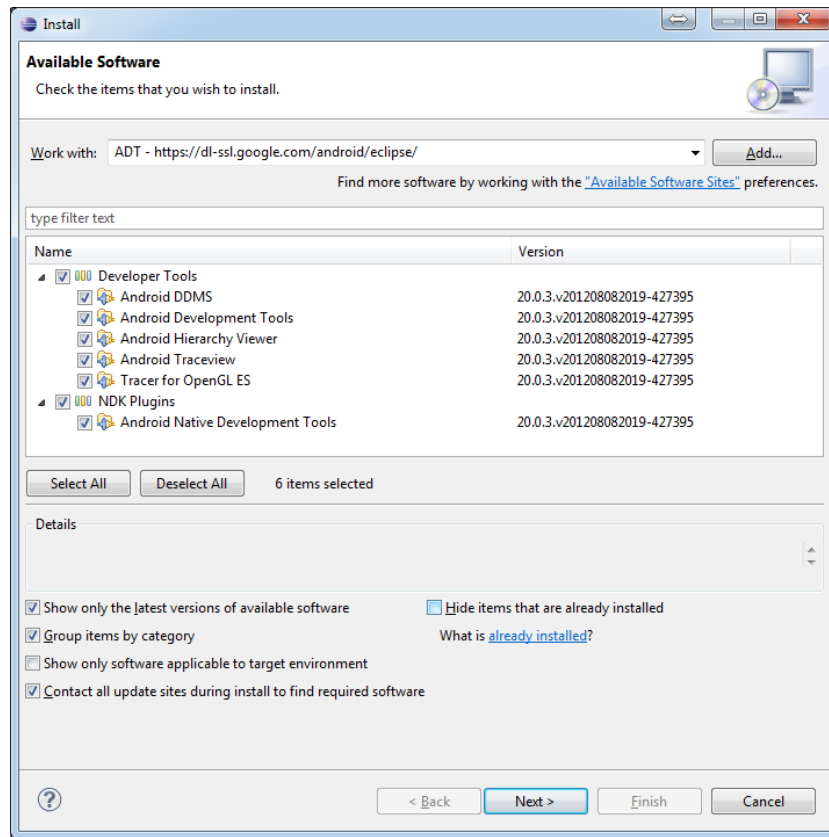 Install
Available Software
Check the items that you wish to install.
Work with: ADT - https://dl-ssl.google.com/android/eclipse/ Add...
Find more software by working with the "Available Software Sites" preferences.
type filter text
Name Version
Developer Tools
Android DDMS 20.0.3.v201208082019-427395
Android Development Tools 20.0.3.v201208082019-427395
Android Hierarchy Viewer 20.0.3.v201208082019-427395
Android Traceview 20.0.3.v201208082019-427395
Tracer for OpenGL ES 20.0.3.v201208082019-427395
NDK Plugins
Android Native Development Tools 20.0.3.v201208082019-427395
Select All Deselect All 6 items selected
Details
Show only the latest versions of available software Hide items that are already installed
Group items by category What is already installed?
Show only software applicable to target environment
Contact all update sites during install to find required software
? < Back Next > Finish Cancel